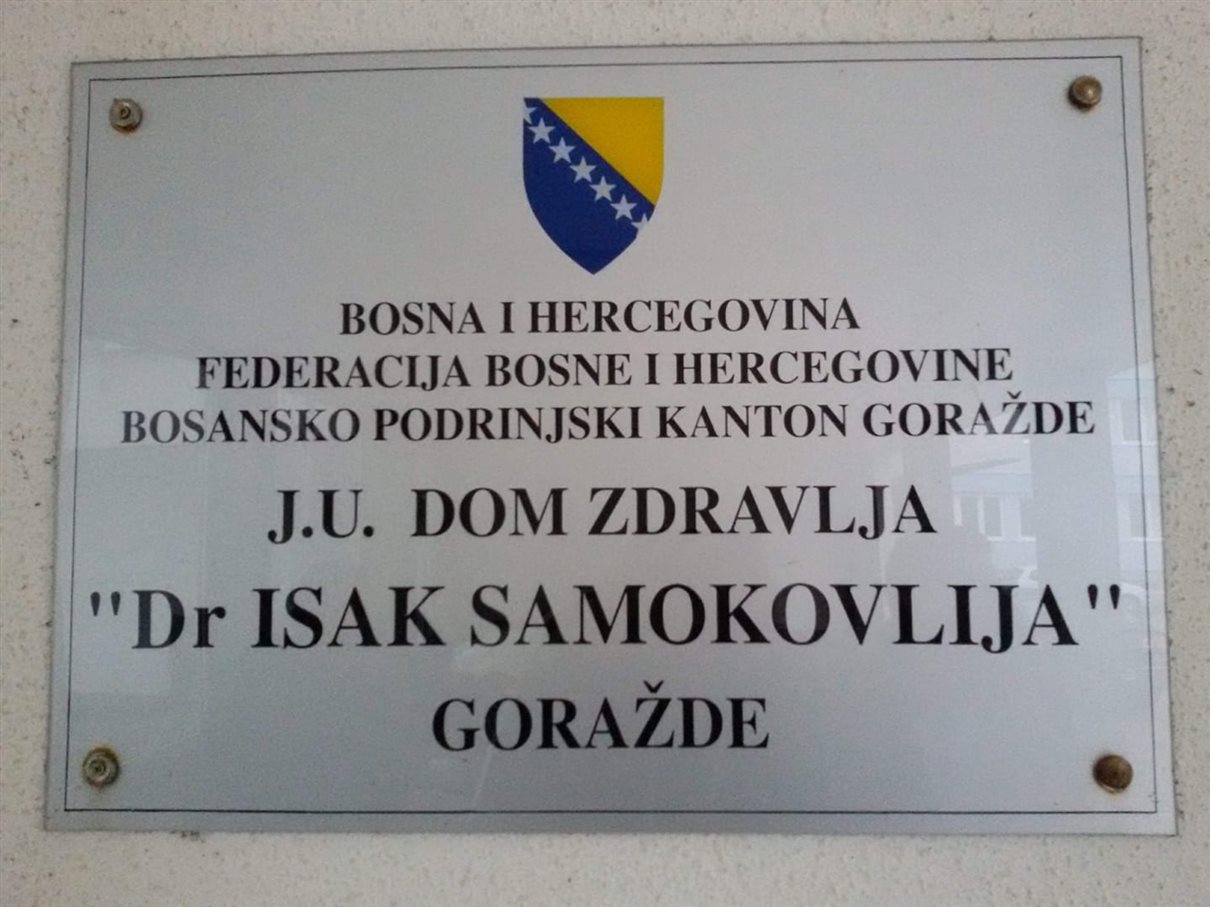 BOSNA I HERCEGOVINA
FEDERACIJA BOSNE I HERCEGOVINE
BOSANSKO PODRINJSKI KANTON GORAŽDE
J.U. DOM ZDRAVLJA
"Dr ISAK SAMOKOVLIJA"
GORAŽDE